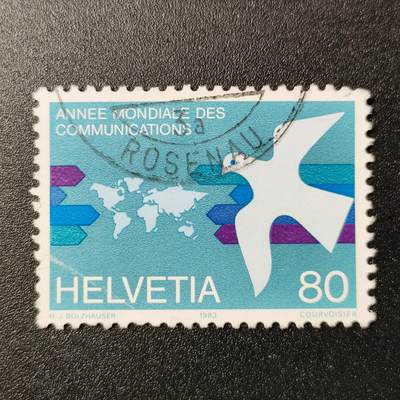 ANNEE MONDIALE DES
COMMUNICATIONS
ROSENAU
HELVETIA 80
H. J. BOLZHAUSER 1983 COURVOISIER